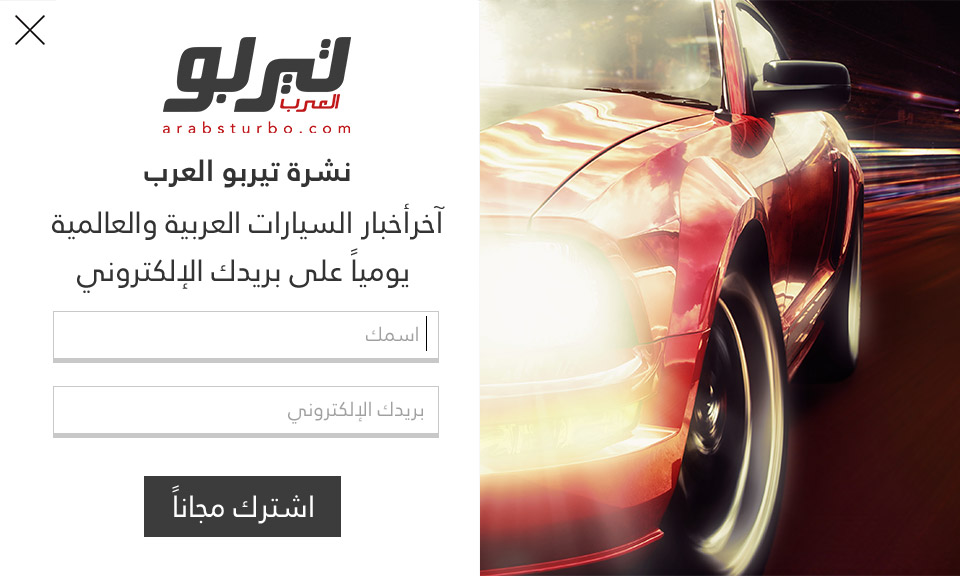 تيربو
العرب
arabsturbo.com
نشرة تيربو العرب
آخرأخبار السيارات العربية والعالمية
يومياً على بريدك الإلكتروني
اسمك
بريدك الإلكتروني
اشترك مجاناً